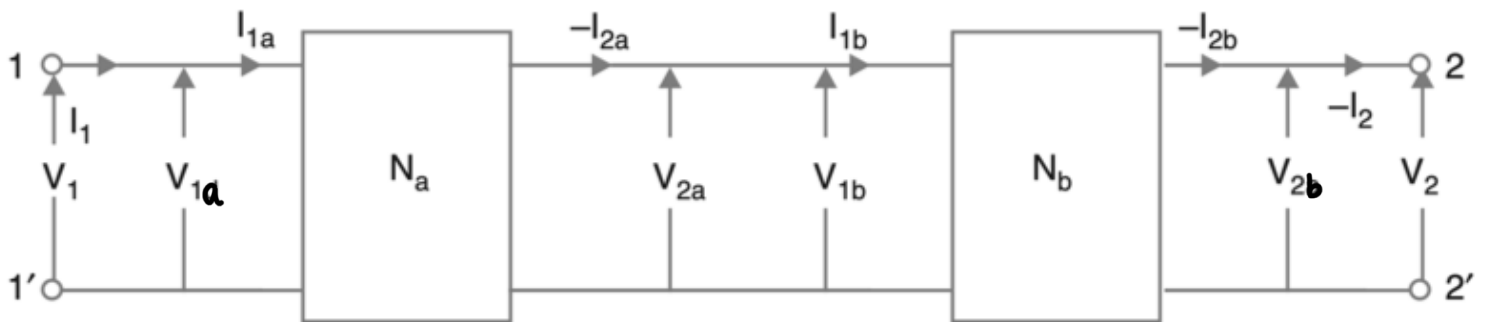 I₁ₐ −I₂ₐ I₁b −I₂b
1 2
I₁ −I₂
V₁ V₁a Nₐ V₂ₐ V₁b Nb V₂b V₂
1′ 2′